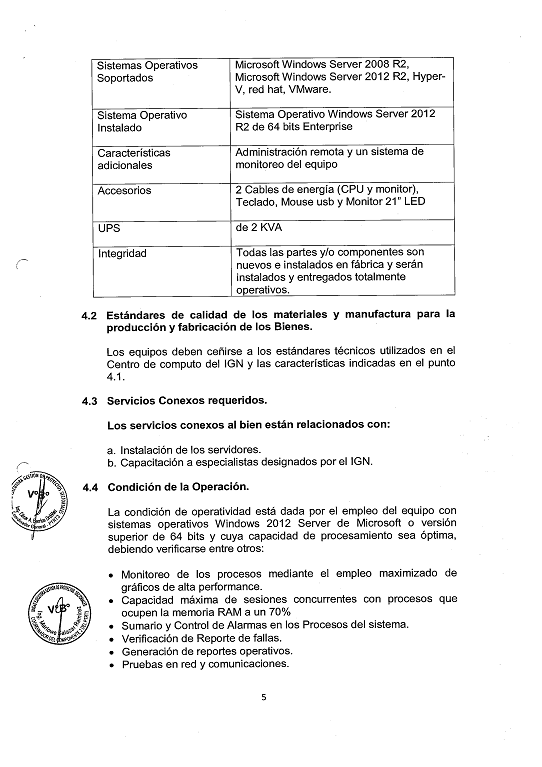 Sistemas Operativos
Soportados
Microsoft Windows Server 2008 R2,
Microsoft Windows Server 2012 R2, Hyper-
V, red hat, VMware.
Sistema Operativo
Instalado
Sistema Operativo Windows Server 2012
R2 de 64 bits Enterprise
Características
adicionales
Administración remota y un sistema de
monitoreo del equipo
Accesorios
2 Cables de energía (CPU y monitor),
Teclado, Mouse usb y Monitor 21" LED
UPS
de 2 KVA
Integridad
Todas las partes y/o componentes son
nuevos e instalados en fábrica y serán
instalados y entregados totalmente
operativos.
4.2 Estándares de calidad de los materiales y manufactura para la
producción y fabricación de los Bienes.
Los equipos deben ceñirse a los estándares técnicos utilizados en el
Centro de computo del IGN y las características indicadas en el punto
4.1.
4.3 Servicios Conexos requeridos.
Los servicios conexos al bien están relacionados con:
a. Instalación de los servidores.
b. Capacitación a especialistas designados por el IGN.
4.4 Condición de la Operación.
La condición de operatividad está dada por el empleo del equipo con
sistemas operativos Windows 2012 Server de Microsoft o versión
superior de 64 bits y cuya capacidad de procesamiento sea óptima,
debiendo verificarse entre otros:
• Monitoreo de los procesos mediante el empleo maximizado de
gráficos de alta performance.
• Capacidad máxima de sesiones concurrentes con procesos que
ocupen la memoria RAM a un 70%
• Sumario y Control de Alarmas en los Procesos del sistema.
• Verificación de Reporte de fallas.
• Generación de reportes operativos.
• Pruebas en red y comunicaciones.
V°B°
V°B°
5